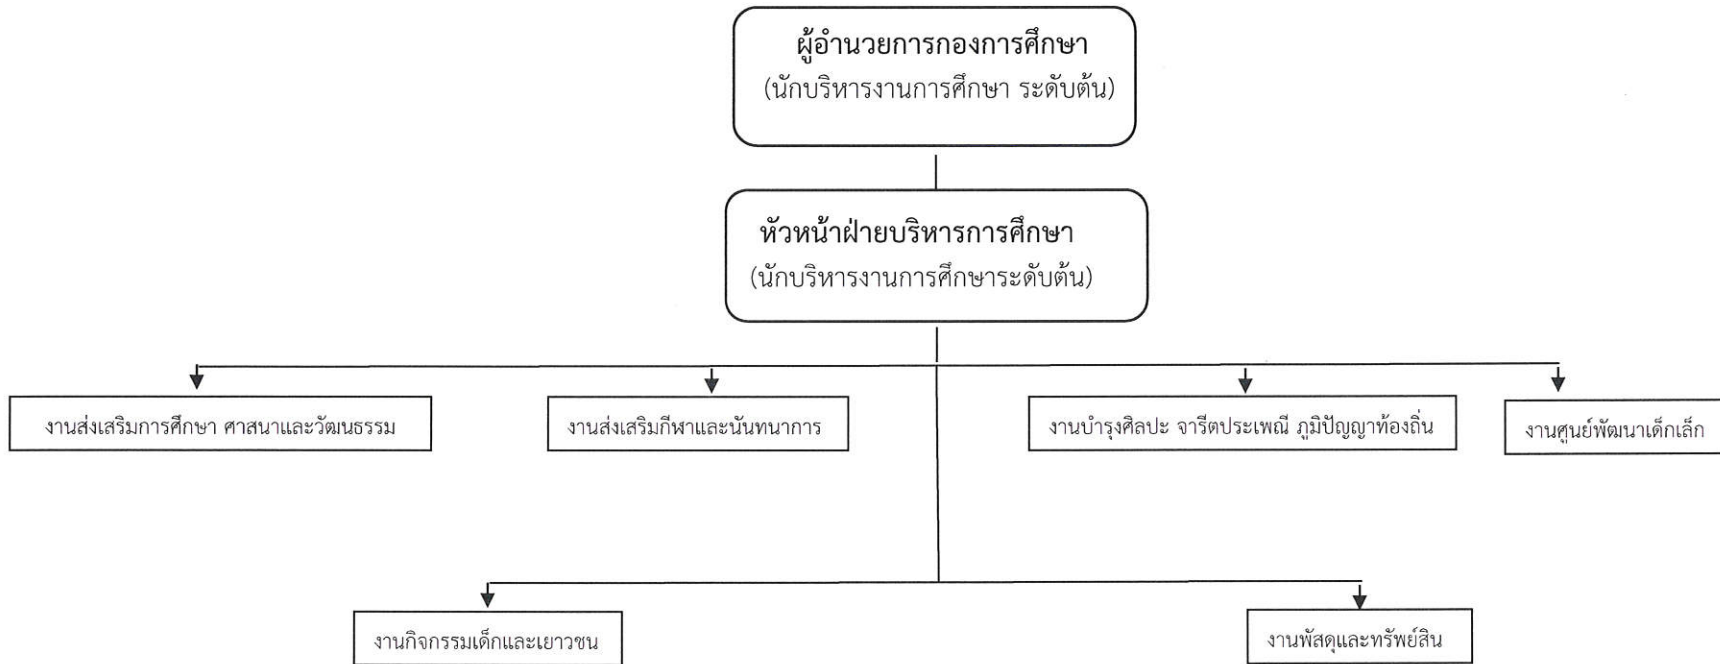 ผู้อำนวยการกองการศึกษา
(นักบริหารงานการศึกษา ระดับต้น)
หัวหน้าฝ่ายบริหารการศึกษา
(นักบริหารงานการศึกษาระดับต้น)
งานส่งเสริมการศึกษา ศาสนาและวัฒนธรรม
งานส่งเสริมกีฬาและนันทนาการ
งานบำรุงศิลปะ จารีตประเพณี ภูมิปัญญาท้องถิ่น
งานศูนย์พัฒนาเด็กเล็ก
งานกิจกรรมเด็กและเยาวชน
งานพัสดุและทรัพย์สิน